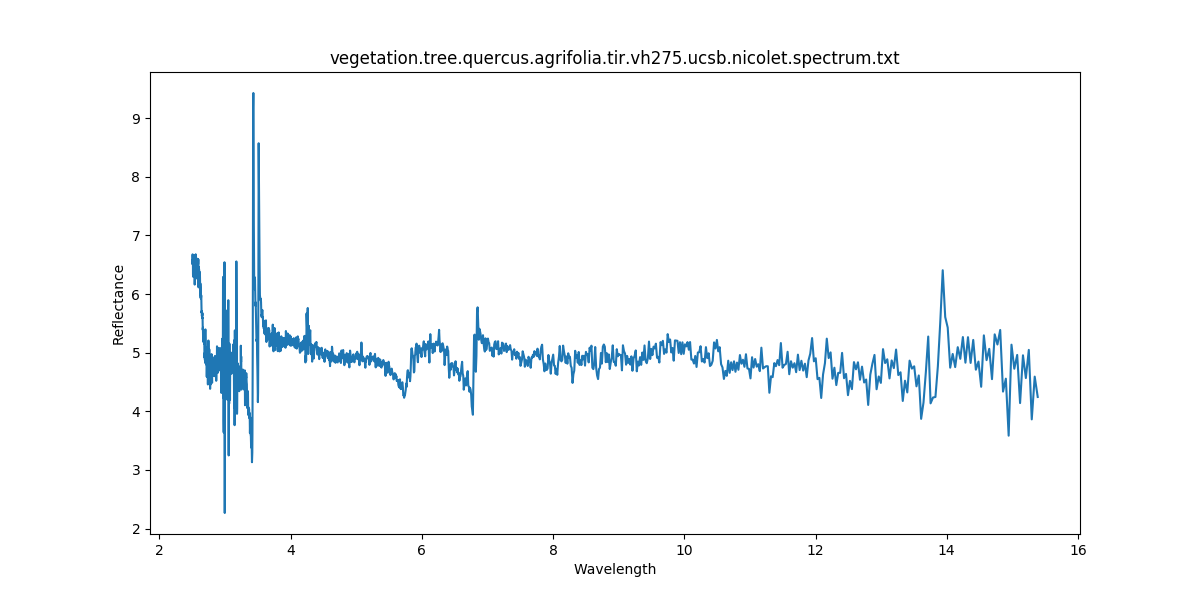 vegetation.tree.quercus.agrifolia.tir.vh275.ucsb.nicolet.spectrum.txt
9
8
7
6
5
4
3
2
Reflectance
2 4 6 8 10 12 14 16
Wavelength